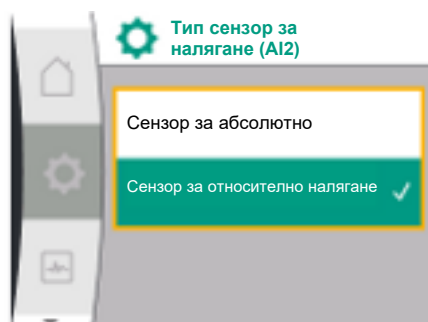 Тип сензор за
налягане (AI2)
Сензор за абсолютно
Сензор за относително налягане